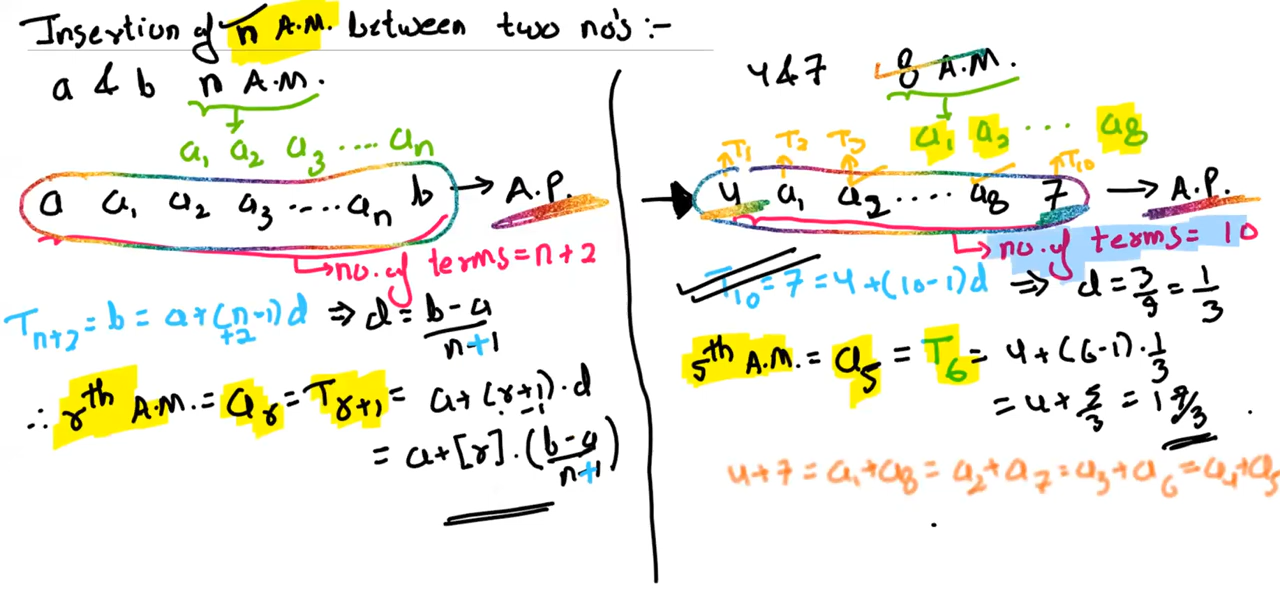 Insertion of n A.M. between two no's :-
a & b n A.M.
a₁ a₂ a₃ .... aₙ
a a₁ a₂ a₃ ....aₙ b → A.P.
→ no. of terms = n+2
Tₙ₊₂ = b = a+(n-1)d ⇒ d = (b-a)/(n+1)
+2
∴ rᵗʰ A.M. = aᵣ = Tᵣ₊₁ = a+(r+1)·d
-1
= a+[r].((b-a)/(n+1))
4 & 7 8 A.M.
a₁ a₂ ... a₈
T₁ T₂ T₃ T₁₀
4 a₁ a₂ .... a₈ 7 → A.P.
→ no. of terms = 10
T₁₀ = 7 = 4+(10-1)d ⇒ d = 3/9 = 1/3
5ᵗʰ A.M. = a₅ = T₆ = 4+(6-1)·1/3
= 4+5/3 = 17/3
4+7 = a₁+a₈ = a₂+a₇ = a₃+a₆ = a₄+a₅